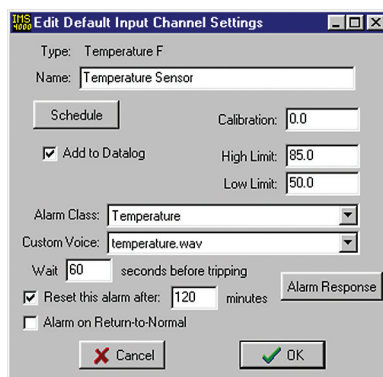 IMS 4000 Edit Default Input Channel Settings
Type: Temperature F
Name: Temperature Sensor
Schedule
Calibration: 0.0
Add to Datalog
High Limit: 85.0
Low Limit: 50.0
Alarm Class: Temperature
Custom Voice: temperature.wav
Wait 60 seconds before tripping
Alarm Response
Reset this alarm after: 120 minutes
Alarm on Return-to-Normal
Cancel OK